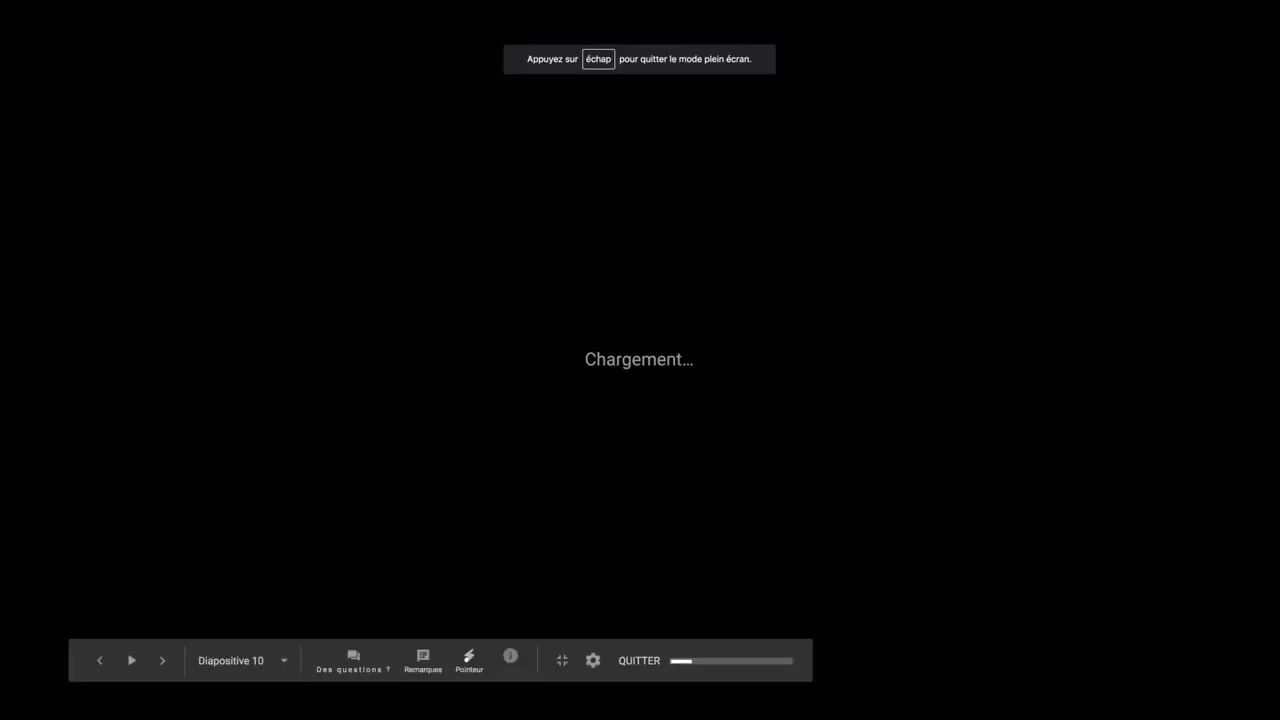 Appuyez sur échap pour quitter le mode plein écran.
Chargement...
Diapositive 10
Des questions ?
Remarques
Pointeur
QUITTER